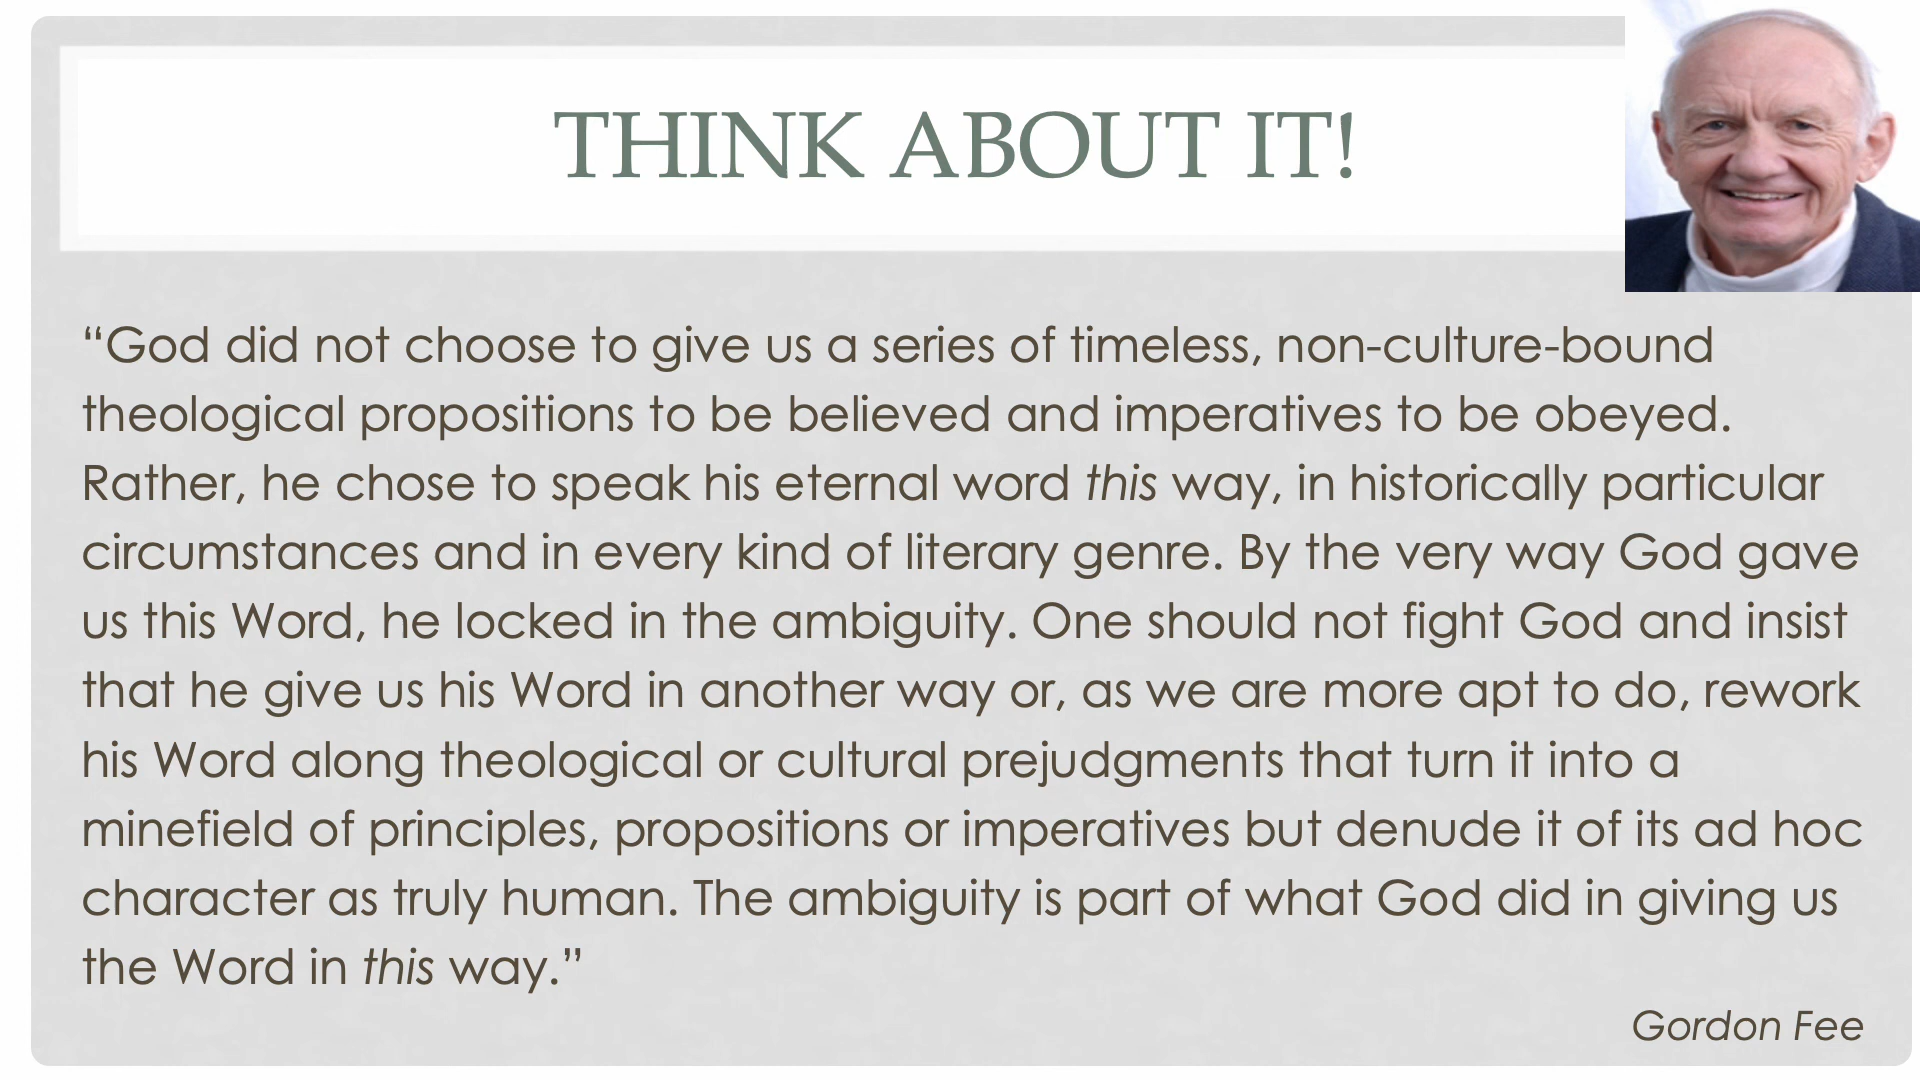 THINK ABOUT IT!
“God did not choose to give us a series of timeless, non-culture-bound
theological propositions to be believed and imperatives to be obeyed.
Rather, he chose to speak his eternal word this way, in historically particular
circumstances and in every kind of literary genre. By the very way God gave
us this Word, he locked in the ambiguity. One should not fight God and insist
that he give us his Word in another way or, as we are more apt to do, rework
his Word along theological or cultural prejudgments that turn it into a
minefield of principles, propositions or imperatives but denude it of its ad hoc
character as truly human. The ambiguity is part of what God did in giving us
the Word in this way.”
Gordon Fee